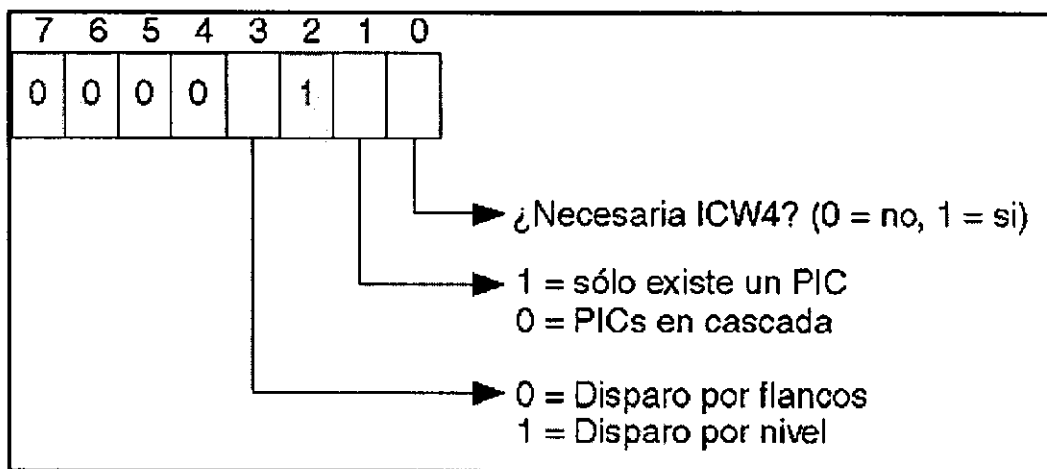 7 6 5 4 3 2 1 0
0 0 0 0 1
¿Necesaria ICW4? (0 = no, 1 = si)
1 = sólo existe un PIC
0 = PICs en cascada
0 = Disparo por flancos
1 = Disparo por nivel